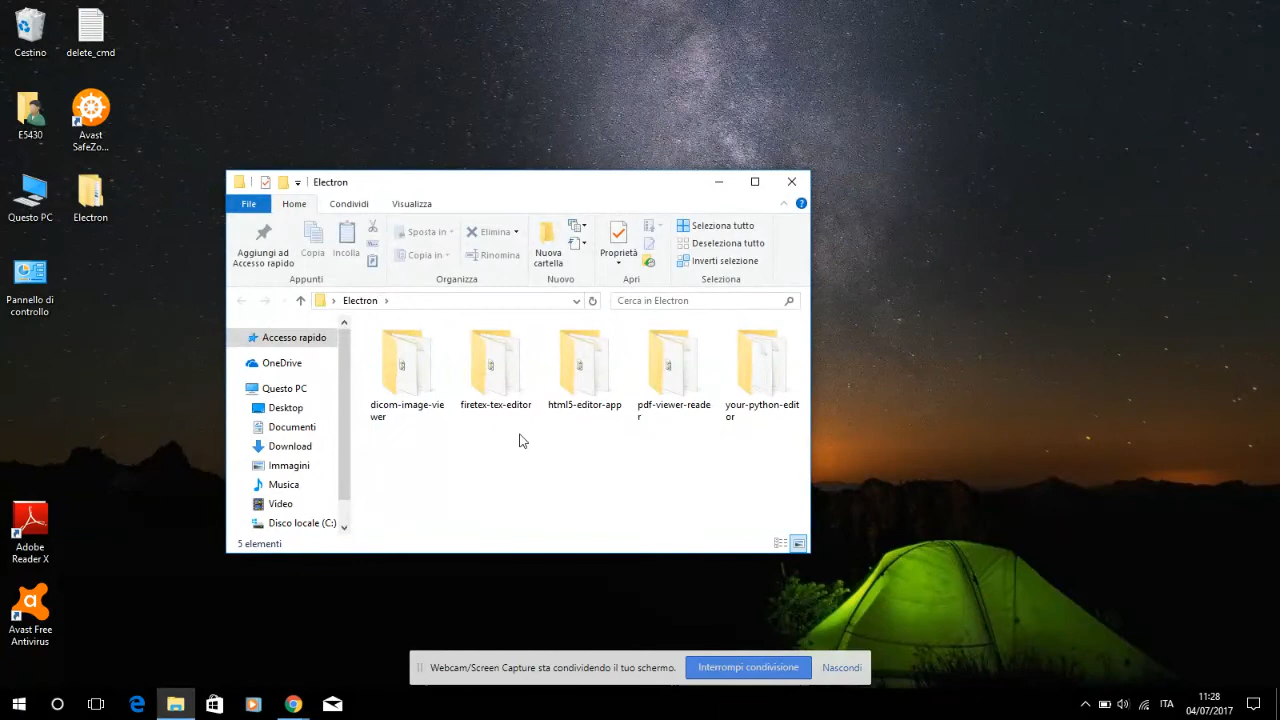 Cestino
delete_cmd
E5430
Avast
SafeZo...
Questo PC
Electron
Pannello di
controllo
Adobe
Reader X
Avast Free
Antivirus
Electron
File
Home
Condividi
Visualizza
Aggiungi ad
Accesso rapido
Copia
Incolla
Appunti
Sposta in
Copia in
Elimina
Rinomina
Organizza
Nuova
cartella
Nuovo
Proprietà
Apri
Seleziona tutto
Deseleziona tutto
Inverti selezione
Seleziona
Electron
Cerca in Electron
Accesso rapido
OneDrive
Questo PC
Desktop
Documenti
Download
Immagini
Musica
Video
Disco locale (C:)
dicom-image-vie
wer
firetex-tex-editor
html5-editor-app
pdf-viewer-reade
r
your-python-edit
or
5 elementi
Webcam/Screen Capture sta condividendo il tuo schermo.
Interrompi condivisione
Nascondi
ITA
11:28
04/07/2017